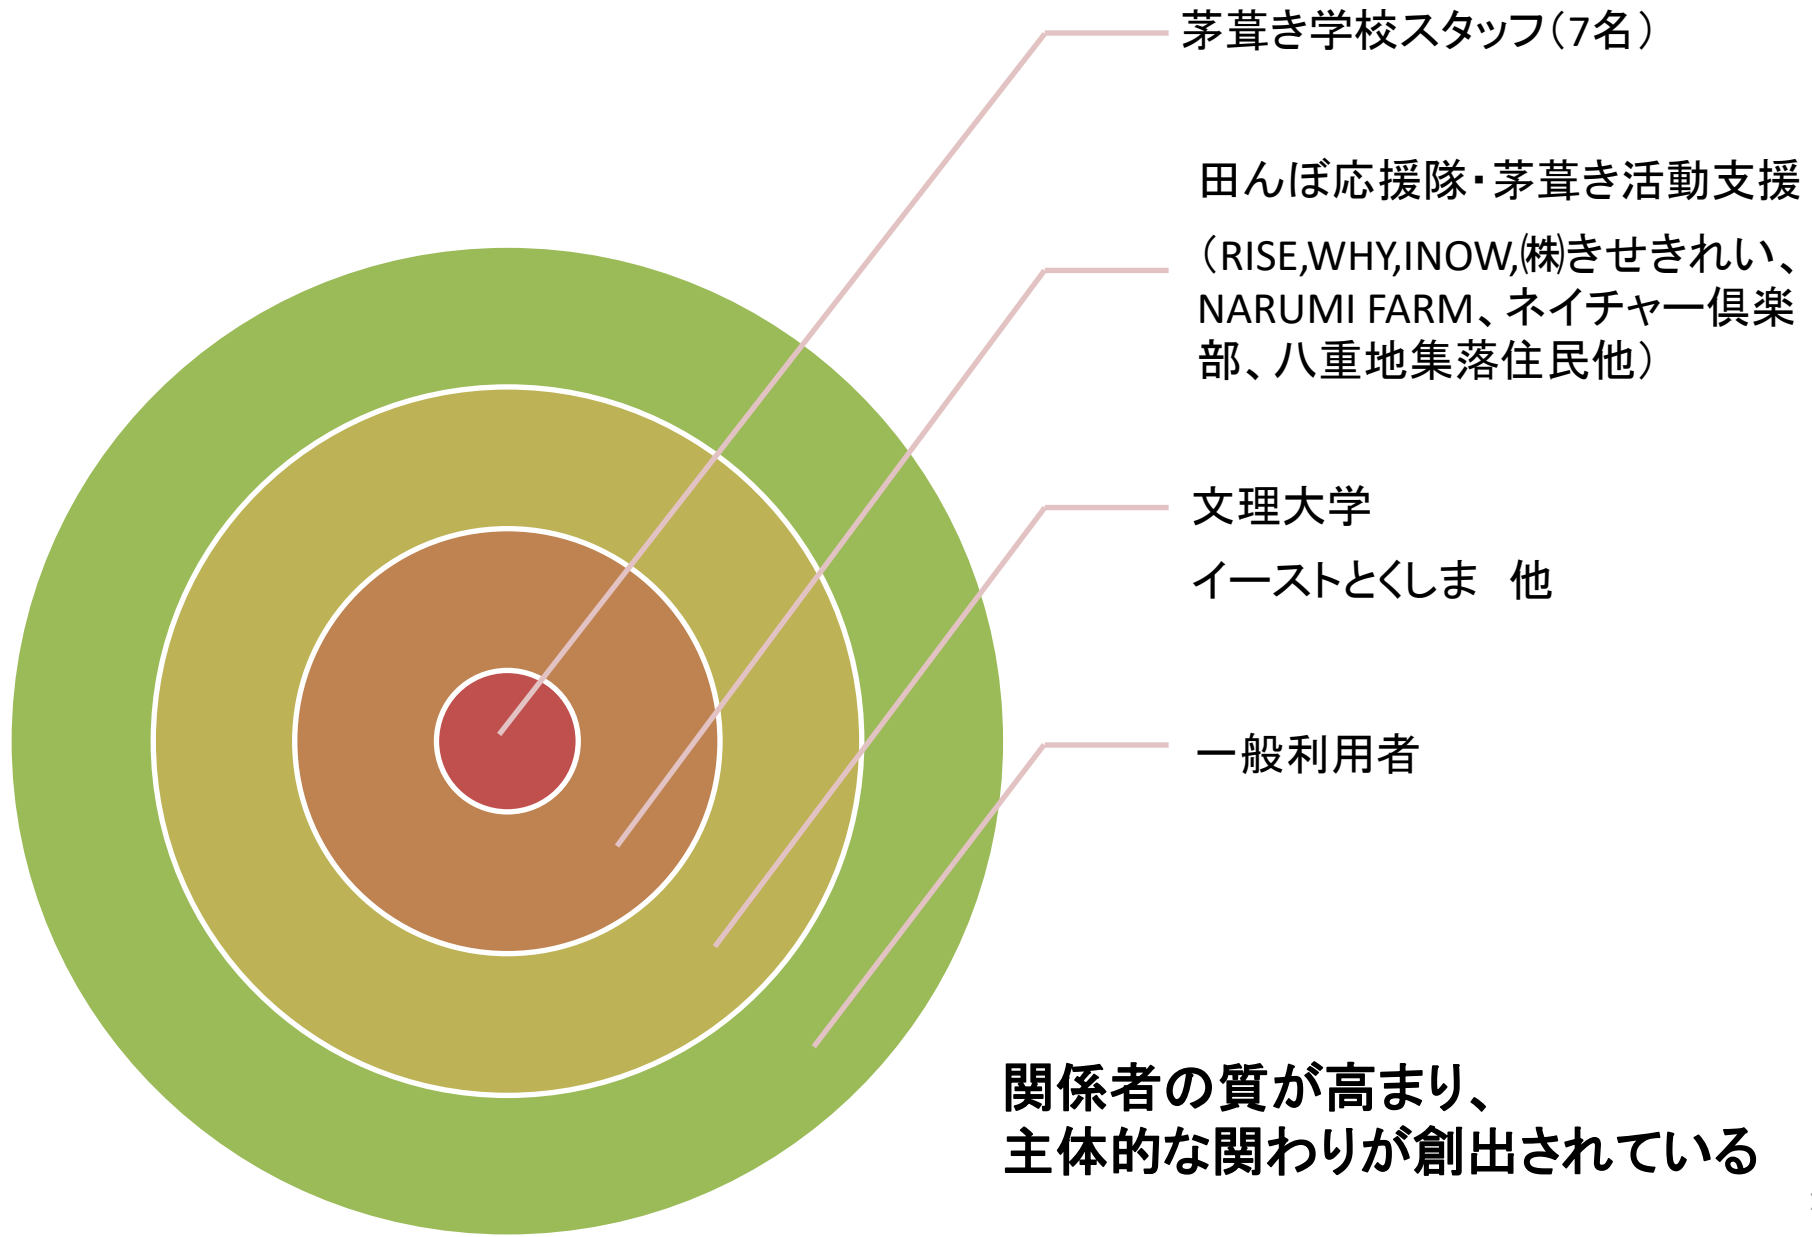 茅葺き学校スタッフ(7名)
田んぼ応援隊・茅葺き活動支援
(RISE,WHY,INOW,㈱きせきれい、
NARUMI FARM、ネイチャー倶楽
部、八重地集落住民他)
文理大学
イーストとくしま　他
一般利用者
関係者の質が高まり、
主体的な関わりが創出されている